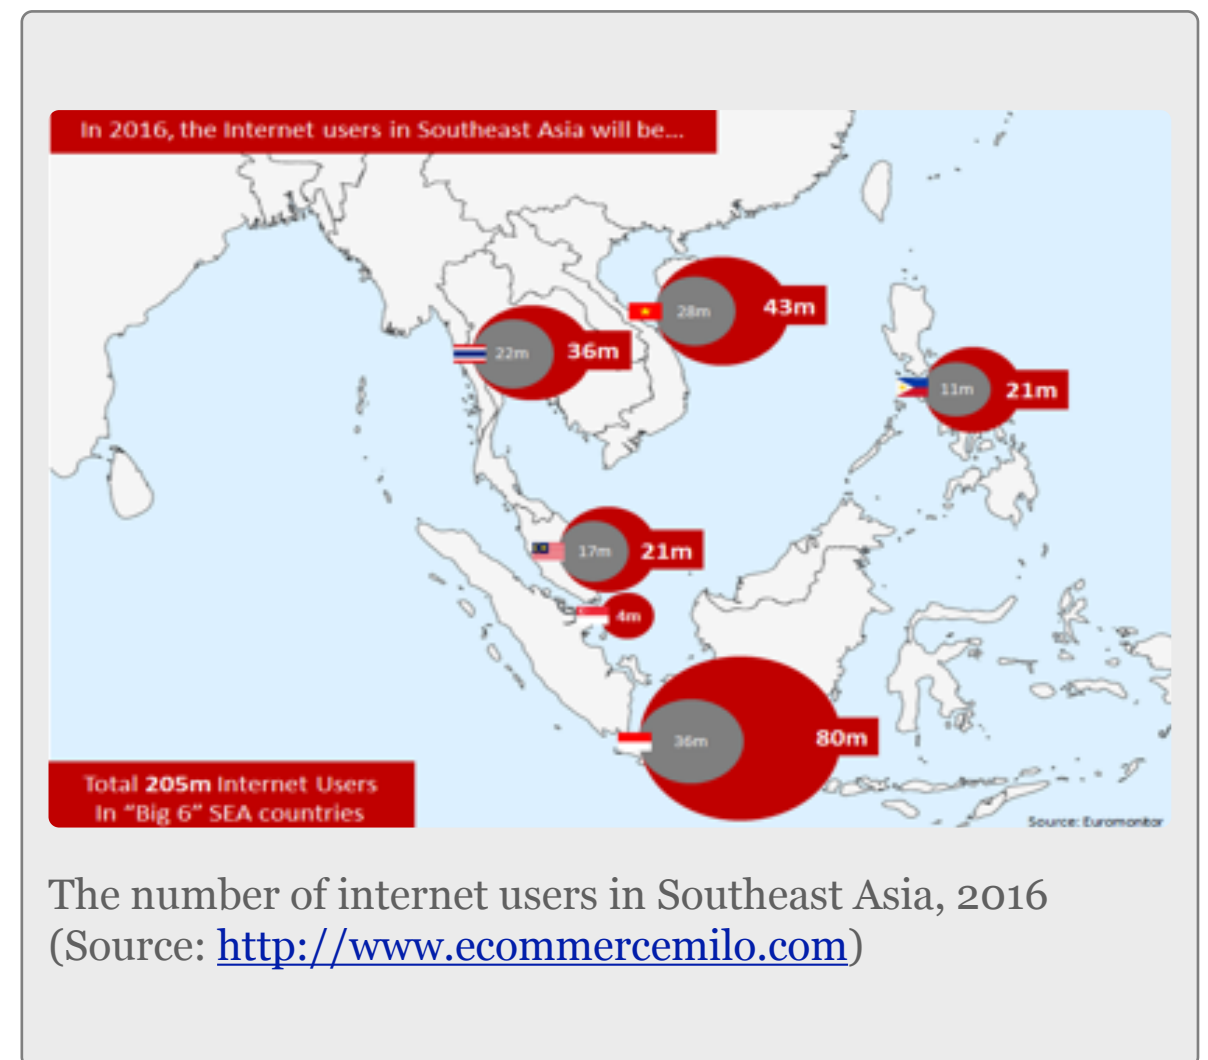 In 2016, the Internet users in Southeast Asia will be...
28m
43m
22m
36m
11m
21m
17m
21m
4m
36m
80m
Total 205m Internet Users
In “Big 6” SEA countries
Source: Euromonitor
The number of internet users in Southeast Asia, 2016
(Source: http://www.ecommercemilo.com)